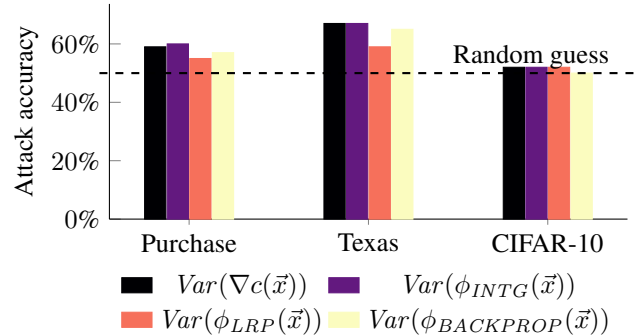 60%
Random guess
40%
20%
0%
Attack accuracy
Purchase Texas CIFAR-10
Var(∇c(x⃗)) Var(ϕ_INTG(x⃗))
Var(ϕ_LRP(x⃗)) Var(ϕ_BACKPROP(x⃗))